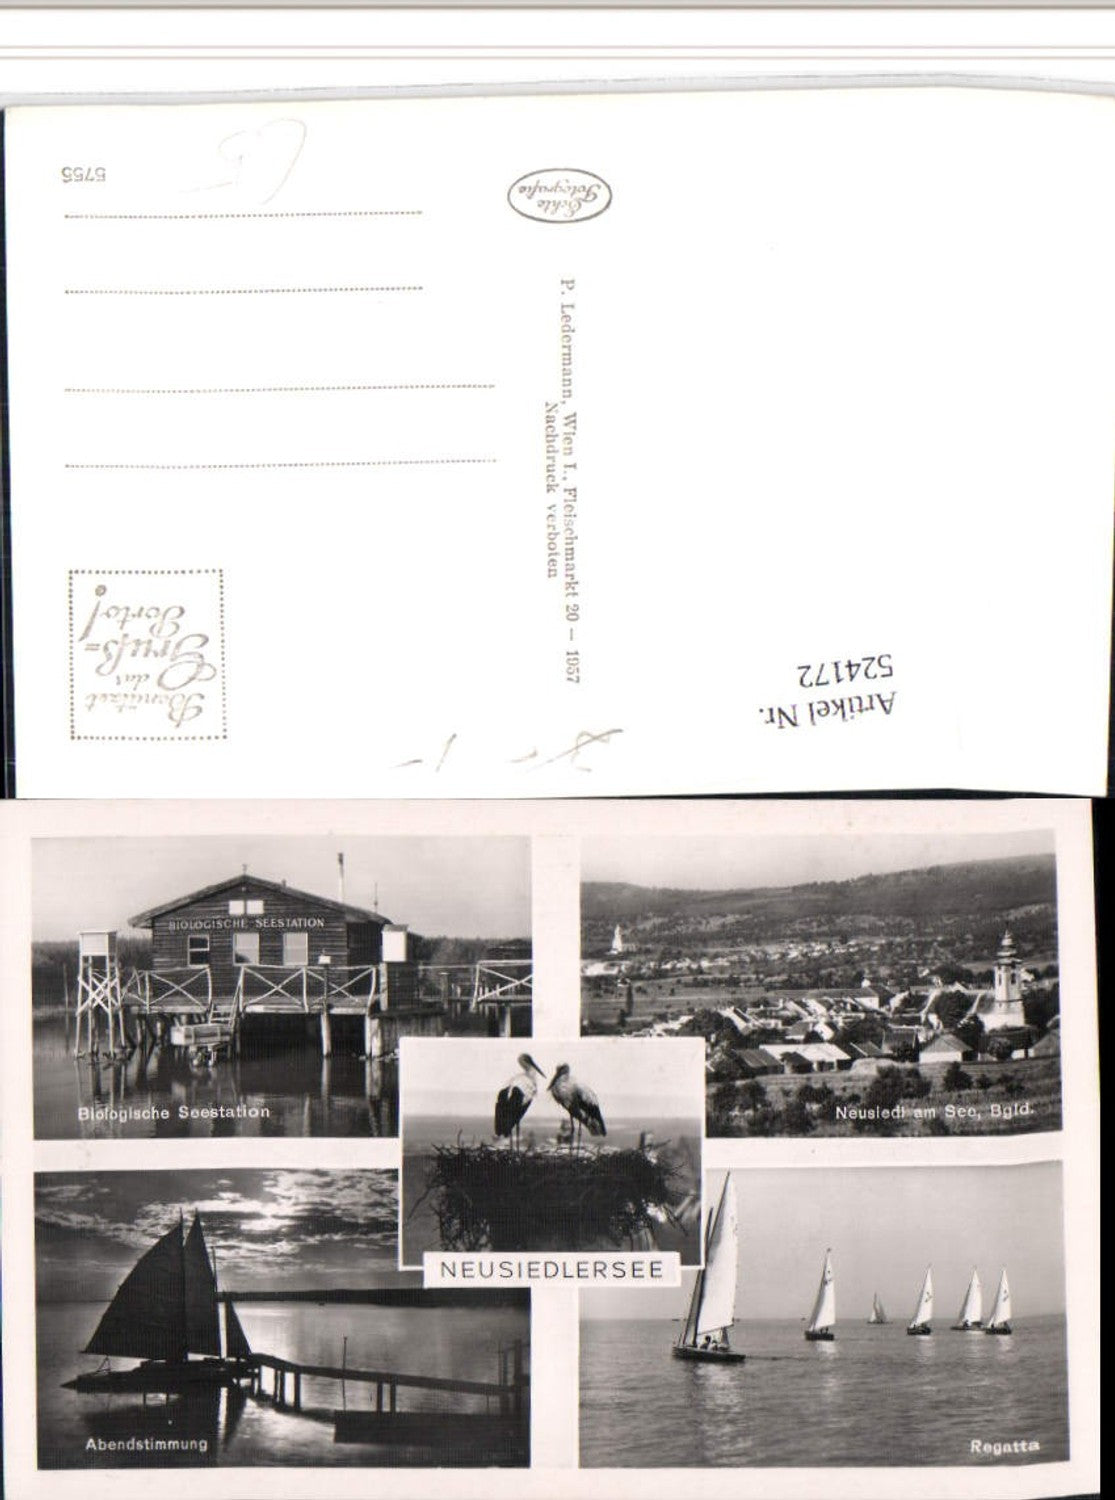 5755
Echte
Fotografie
P. Ledermann, Wien I., Fleischmarkt 20 — 1957
Nachdruck verboten
Benützet
das
Gruß=
Porto!
Artikel Nr.
524172
BIOLOGISCHE SEESTATION
Biologische Seestation
Neusiedl am See, Bgld.
NEUSIEDLERSEE
Abendstimmung
Regatta